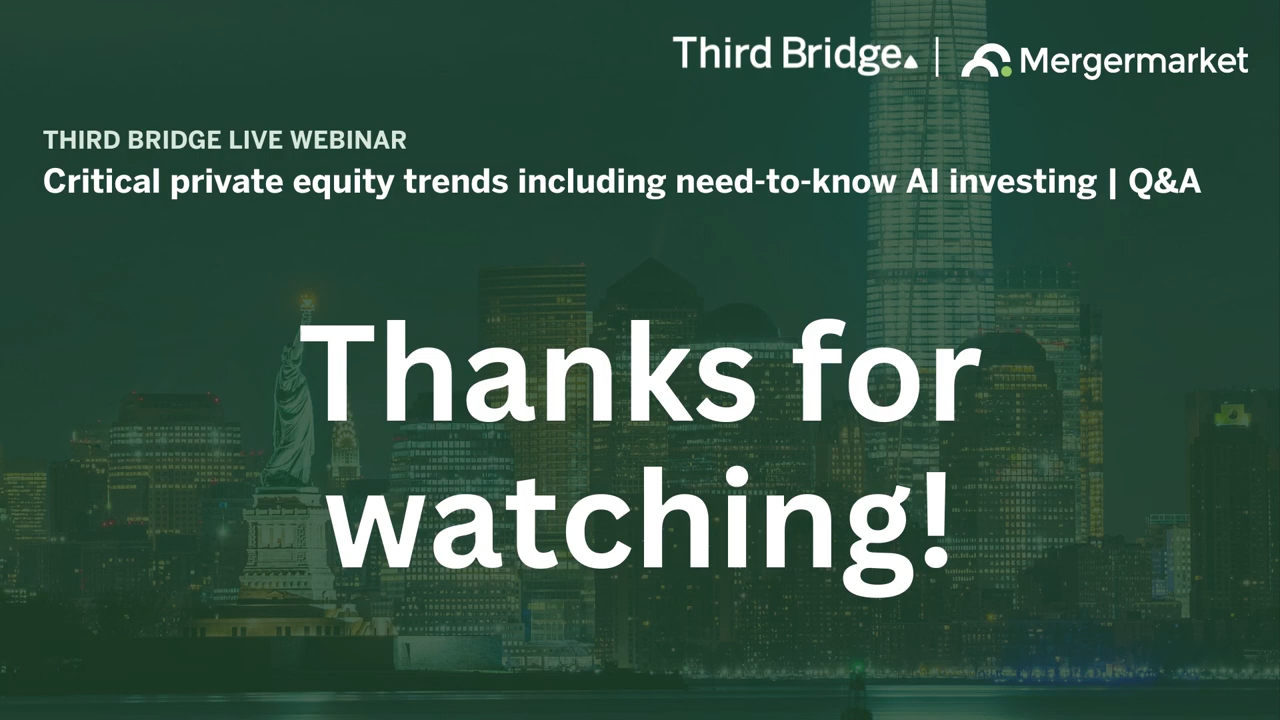 Third Bridge | Mergermarket
THIRD BRIDGE LIVE WEBINAR
Critical private equity trends including need-to-know AI investing | Q&A
Thanks for
watching!